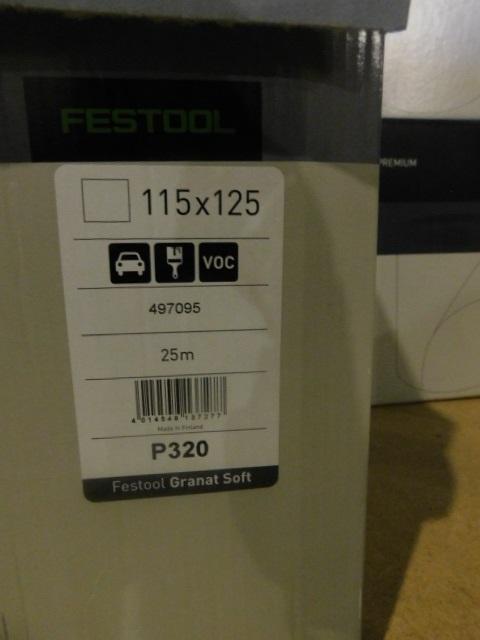 FESTOOL
PREMIUM
115x125
VOC
497095
25m
Made in Finland
P320
Festool Granat Soft